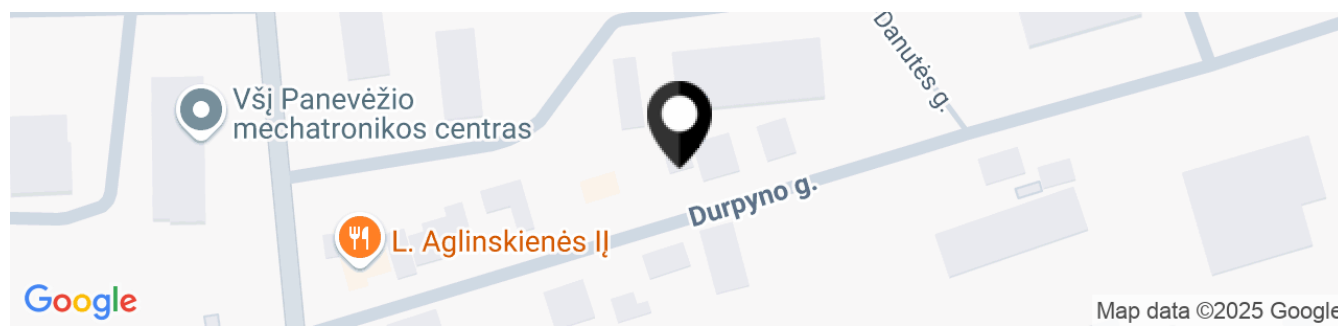 Danutės g.
VšĮ Panevėžio
mechatronikos centras
Durpyno g.
L. Aglinskienės IĮ
Google
Map data ©2025 Google